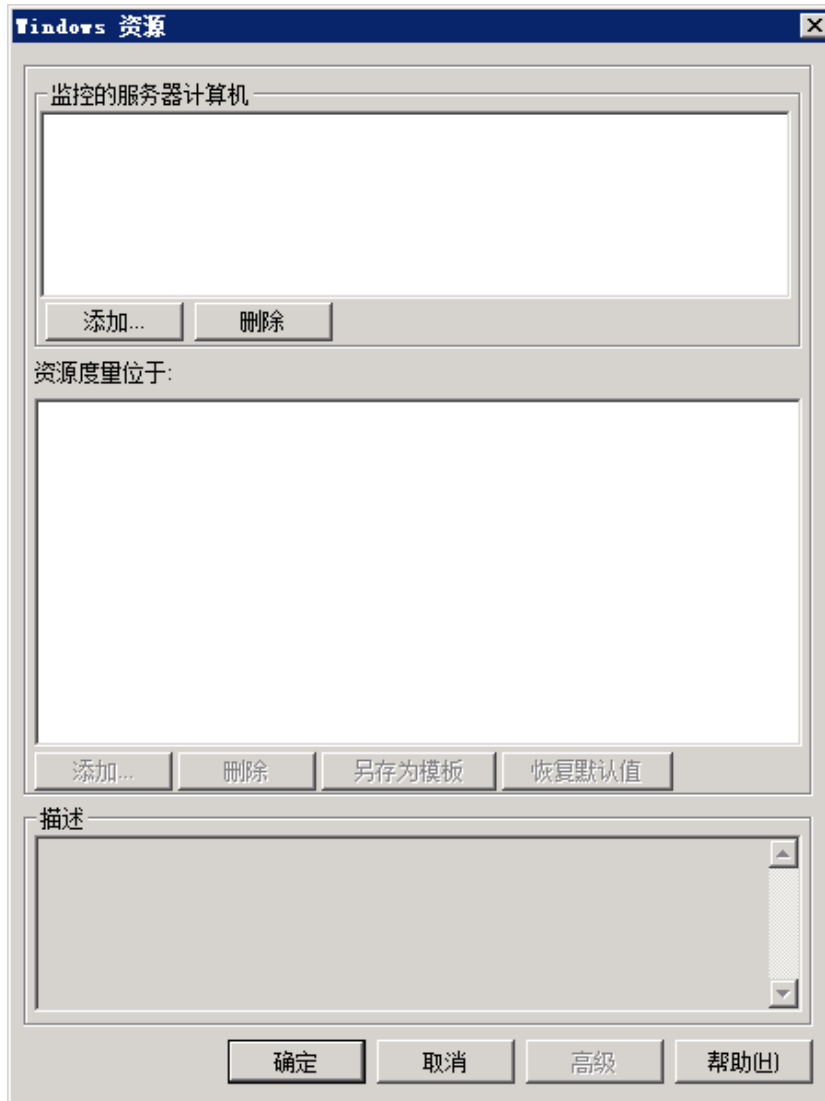 Windows 资源
监控的服务器计算机
添加... 删除
资源度量位于:
添加... 删除 另存为模板 恢复默认值
描述
确定 取消 高级 帮助(H)